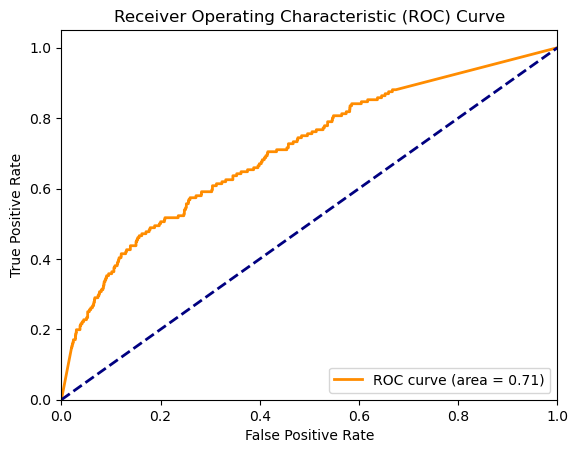 Receiver Operating Characteristic (ROC) Curve
True Positive Rate
1.0
0.8
0.6
0.4
0.2
0.0
ROC curve (area = 0.71)
0.0 0.2 0.4 0.6 0.8 1.0
False Positive Rate